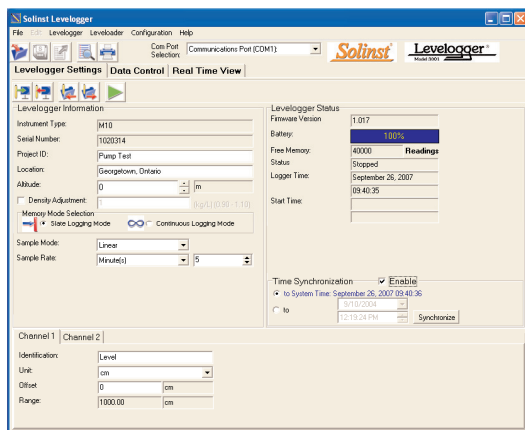 Solinst Levelogger
File Edit Levelogger Leveloader Configuration Help
Com Port Selection: Communications Port (COM1):
Solinst
Levelogger
Model 3001
Levelogger Settings Data Control Real Time View
Levelogger Information
Instrument Type: M10
Serial Number: 1020314
Project ID: Pump Test
Location: Georgetown, Ontario
Altitude: 0 m
Density Adjustment: 1 (kg/L) [0.90 - 1.10]
Memory Mode Selection
Slate Logging Mode Continuous Logging Mode
Sample Mode: Linear
Sample Rate: Minute(s) 5
Levelogger Status
Firmware Version 1.017
Battery: 100%
Free Memory: 40000 Readings
Status Stopped
Logger Time: September 26, 2007
09:40:35
Start Time:
Time Synchronization Enable
to System Time: September 26, 2007 09:40:36
to 9/10/2004
12:19:24 PM Synchronize
Channel 1 Channel 2
Identification: Level
Unit: cm
Offset 0 cm
Range: 1000.00 cm